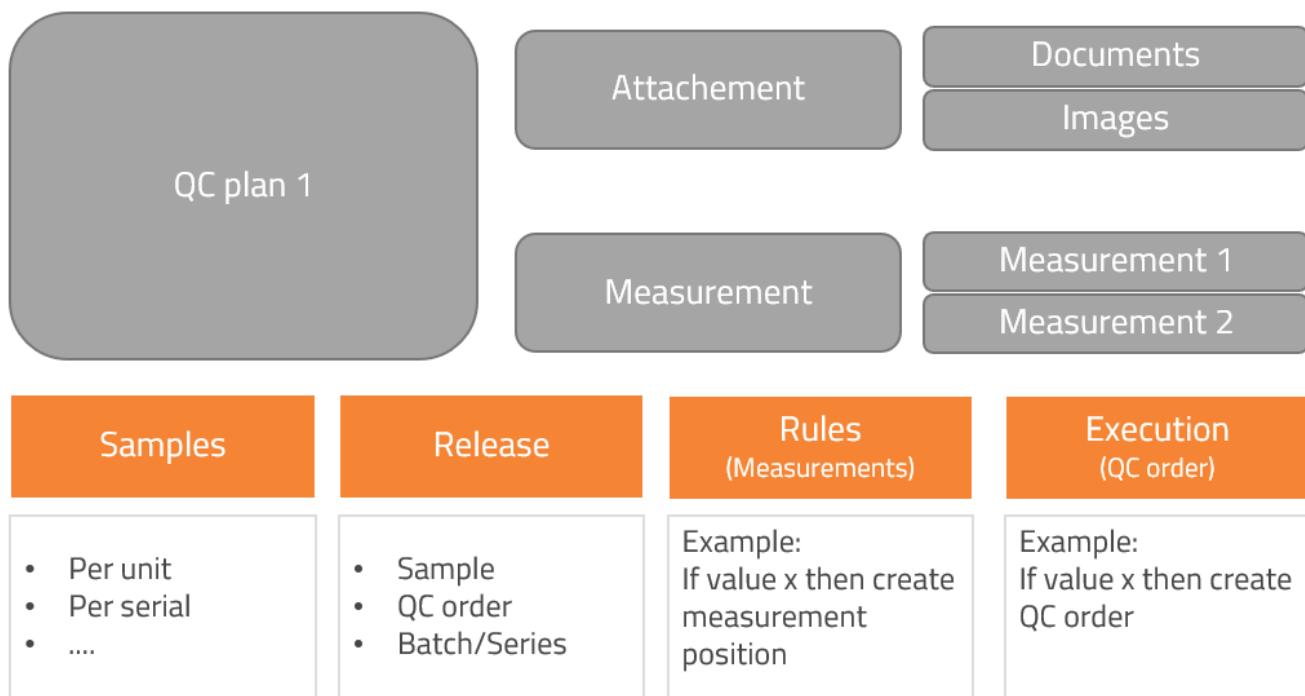 QC plan 1
Attachement
Documents
Images
Measurement
Measurement 1
Measurement 2
Samples
Release
Rules
(Measurements)
Execution
(QC order)
• Per unit
• Per serial
• ....
• Sample
• QC order
• Batch/Series
Example:
If value x then create
measurement
position
Example:
If value x then create
QC order